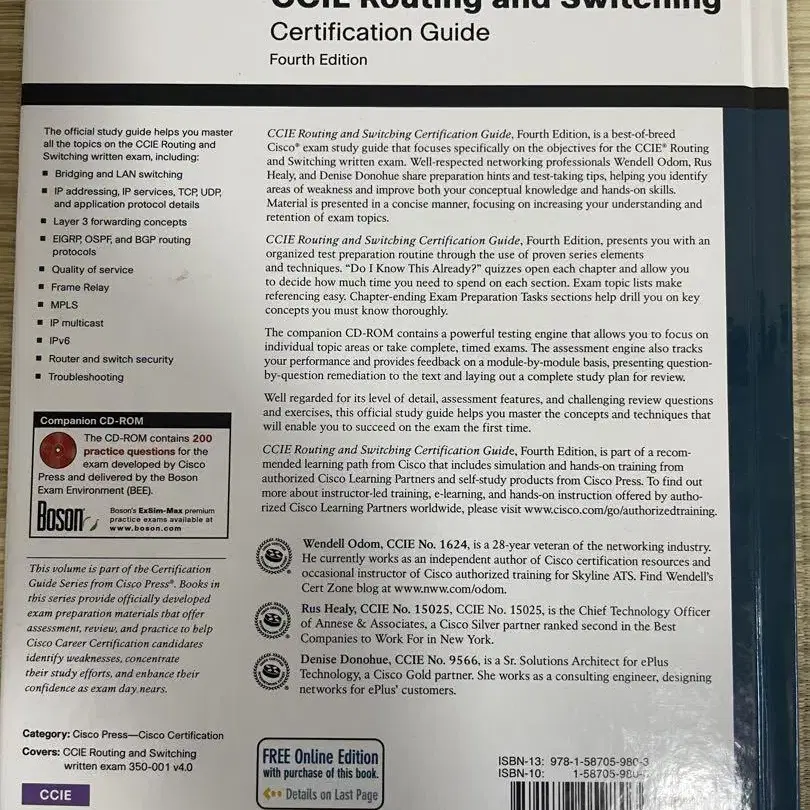 CCIE Routing and Switching
Certification Guide
Fourth Edition
The official study guide helps you master
all the topics on the CCIE Routing and
Switching written exam, including:
■ Bridging and LAN switching
■ IP addressing, IP services, TCP, UDP,
and application protocol details
■ Layer 3 forwarding concepts
■ EIGRP, OSPF, and BGP routing
protocols
■ Quality of service
■ Frame Relay
■ MPLS
■ IP multicast
■ IPv6
■ Router and switch security
■ Troubleshooting
Companion CD-ROM
The CD-ROM contains 200
practice questions for the
exam developed by Cisco
Press and delivered by the Boson
Exam Environment (BEE).
Boson
Boson's ExSim-Max premium
practice exams available at
www.boson.com
This volume is part of the Certification
Guide Series from Cisco Press®. Books in
this series provide officially developed
exam preparation materials that offer
assessment, review, and practice to help
Cisco Career Certification candidates
identify weaknesses, concentrate
their study efforts, and enhance their
confidence as exam day nears.
Category: Cisco Press—Cisco Certification
Covers: CCIE Routing and Switching
written exam 350-001 v4.0
CCIE
CCIE Routing and Switching Certification Guide, Fourth Edition, is a best-of-breed
Cisco® exam study guide that focuses specifically on the objectives for the CCIE® Routing
and Switching written exam. Well-respected networking professionals Wendell Odom, Rus
Healy, and Denise Donohue share preparation hints and test-taking tips, helping you identify
areas of weakness and improve both your conceptual knowledge and hands-on skills.
Material is presented in a concise manner, focusing on increasing your understanding and
retention of exam topics.
CCIE Routing and Switching Certification Guide, Fourth Edition, presents you with an
organized test preparation routine through the use of proven series elements
and techniques. “Do I Know This Already?” quizzes open each chapter and allow you
to decide how much time you need to spend on each section. Exam topic lists make
referencing easy. Chapter-ending Exam Preparation Tasks sections help drill you on key
concepts you must know thoroughly.
The companion CD-ROM contains a powerful testing engine that allows you to focus on
individual topic areas or take complete, timed exams. The assessment engine also tracks
your performance and provides feedback on a module-by-module basis, presenting question-
by-question remediation to the text and laying out a complete study plan for review.
Well regarded for its level of detail, assessment features, and challenging review questions
and exercises, this official study guide helps you master the concepts and techniques that
will enable you to succeed on the exam the first time.
CCIE Routing and Switching Certification Guide, Fourth Edition, is part of a recom-
mended learning path from Cisco that includes simulation and hands-on training from
authorized Cisco Learning Partners and self-study products from Cisco Press. To find out
more about instructor-led training, e-learning, and hands-on instruction offered by autho-
rized Cisco Learning Partners worldwide, please visit www.cisco.com/go/authorizedtraining.
Wendell Odom, CCIE No. 1624, is a 28-year veteran of the networking industry.
He currently works as an independent author of Cisco certification resources and
occasional instructor of Cisco authorized training for Skyline ATS. Find Wendell's
Cert Zone blog at www.nww.com/odom.
Rus Healy, CCIE No. 15025, CCIE No. 15025, is the Chief Technology Officer
of Annese & Associates, a Cisco Silver partner ranked second in the Best
Companies to Work For in New York.
Denise Donohue, CCIE No. 9566, is a Sr. Solutions Architect for ePlus
Technology, a Cisco Gold partner. She works as a consulting engineer, designing
networks for ePlus' customers.
FREE Online Edition
with purchase of this book.
Details on Last Page
ISBN-13: 978-1-58705-980-3
ISBN-10: